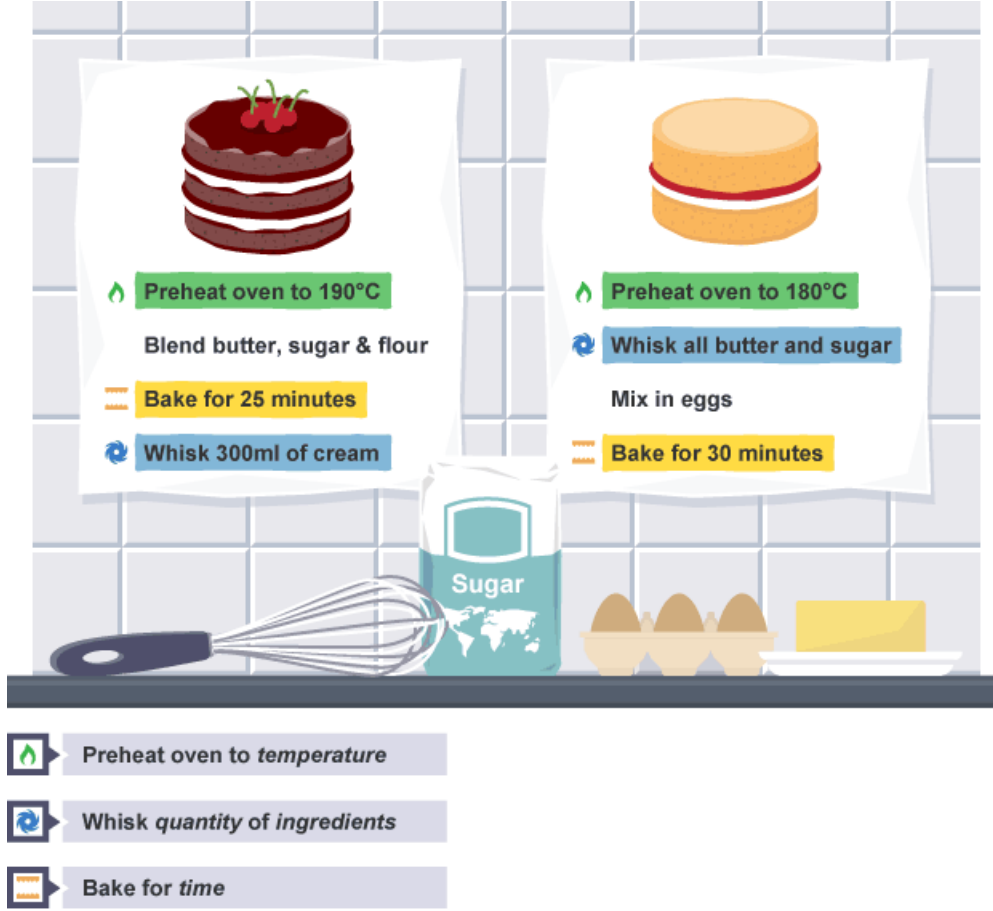 Preheat oven to 190°C
Blend butter, sugar & flour
Bake for 25 minutes
Whisk 300ml of cream
Preheat oven to 180°C
Whisk all butter and sugar
Mix in eggs
Bake for 30 minutes
Sugar
Preheat oven to temperature
Whisk quantity of ingredients
Bake for time